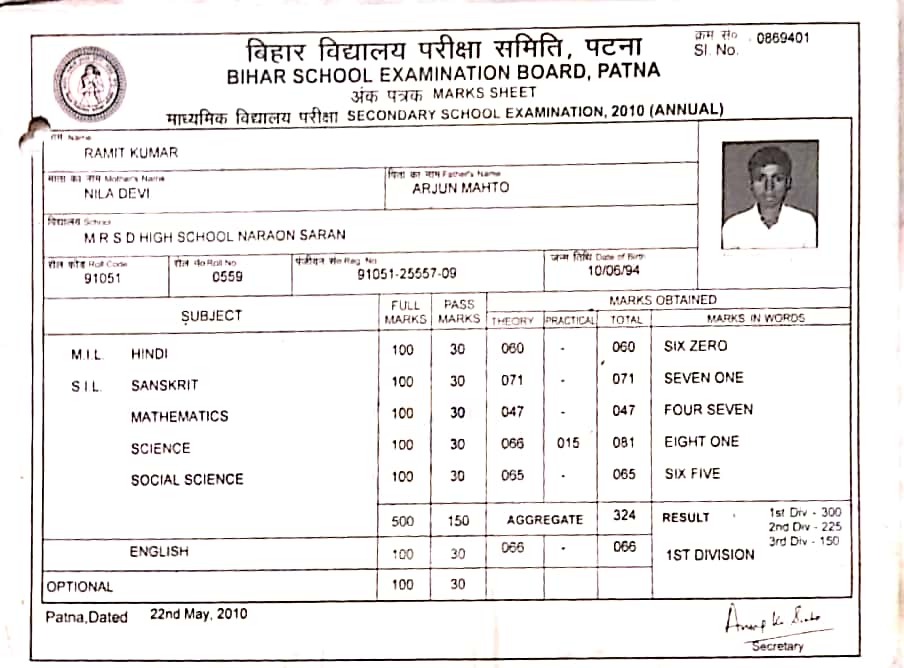 क्रम सं० 0869401
Sl. No.
बिहार विद्यालय परीक्षा समिति, पटना
BIHAR SCHOOL EXAMINATION BOARD, PATNA
अंक पत्रक MARKS SHEET
माध्यमिक विद्यालय परीक्षा SECONDARY SCHOOL EXAMINATION, 2010 (ANNUAL)
नाम Name
RAMIT KUMAR
माता का नाम Mother's Name
NILA DEVI
पिता का नाम Father's Name
ARJUN MAHTO
विद्यालय School
M R S D HIGH SCHOOL NARAON SARAN
रौल कोड Roll Code
91051
रौल नं० Roll No
0559
पंजीयन सं० Reg. No
91051-25557-09
जन्म तिथि Date of Birth
10/06/94
SUBJECT FULL MARKS PASS MARKS MARKS OBTAINED
THEORY PRACTICAL TOTAL MARKS IN WORDS
M.I.L. HINDI 100 30 060 - 060 SIX ZERO
S.I.L. SANSKRIT 100 30 071 - 071 SEVEN ONE
MATHEMATICS 100 30 047 - 047 FOUR SEVEN
SCIENCE 100 30 066 015 081 EIGHT ONE
SOCIAL SCIENCE 100 30 065 - 065 SIX FIVE
500 150 AGGREGATE 324 RESULT 1st Div - 300
2nd Div - 225
3rd Div - 150
ENGLISH 100 30 066 - 066 1ST DIVISION
OPTIONAL 100 30
Patna,Dated 22nd May, 2010
Secretary